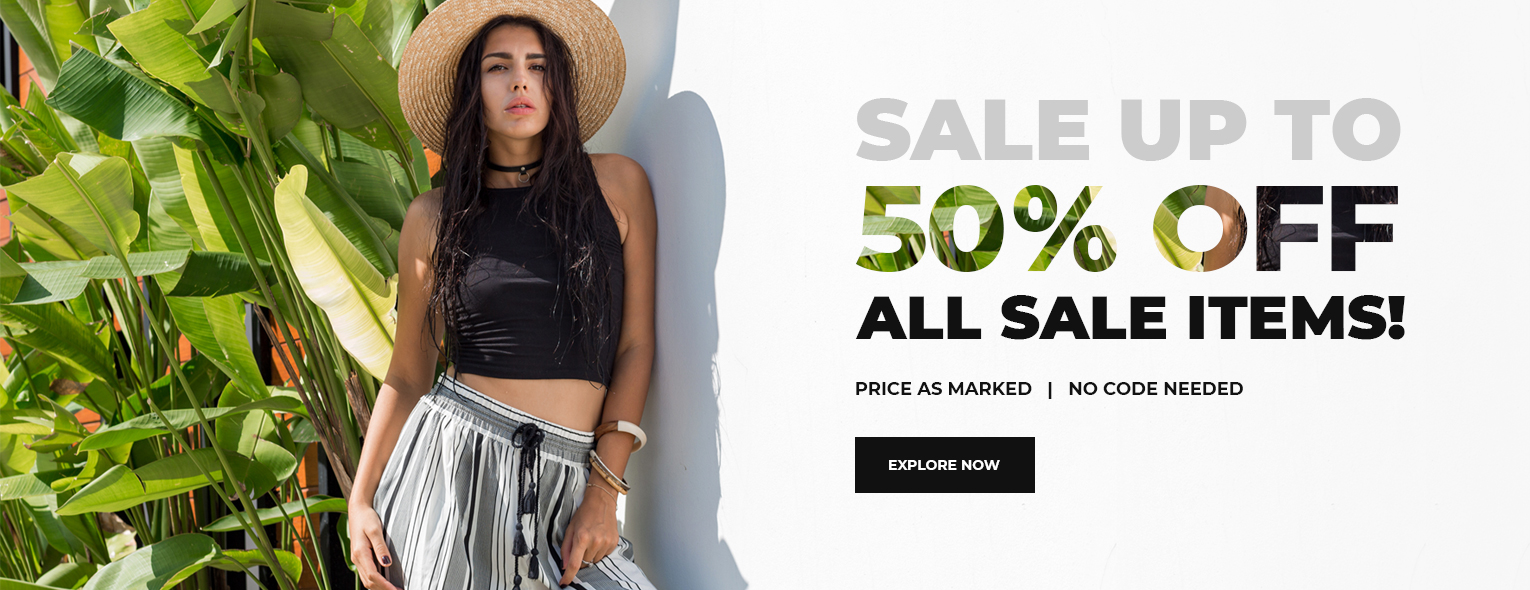 SALE UP TO
50% OFF
ALL SALE ITEMS!
PRICE AS MARKED | NO CODE NEEDED
EXPLORE NOW